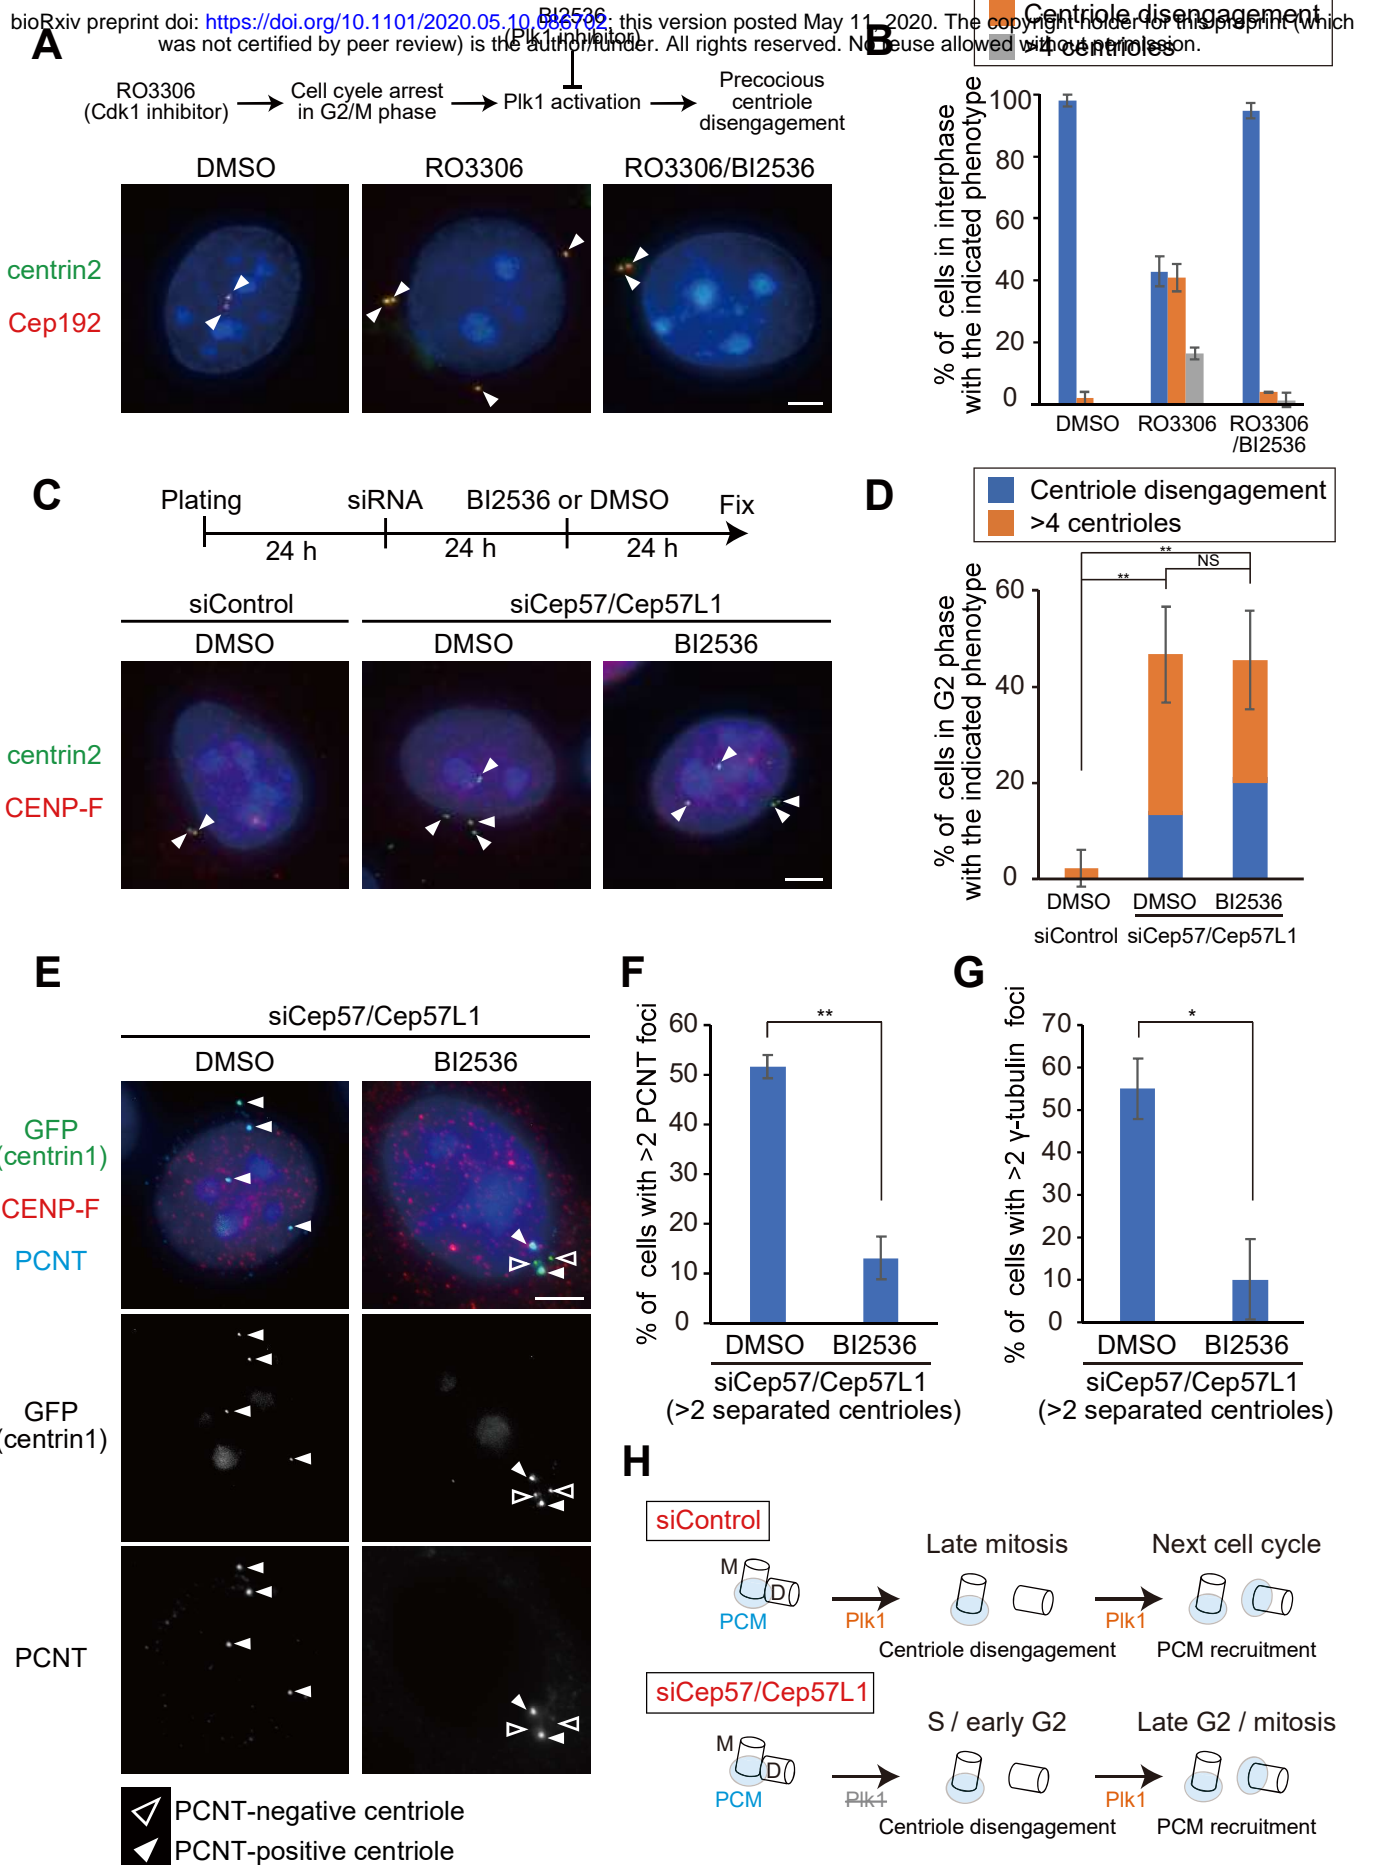 bioRxiv preprint doi: https://doi.org/10.1101/2020.05.10.086702; this version posted May 11, 2020. The copyright holder for this preprint (which
was not certified by peer review) is the author/funder. All rights reserved. No reuse allowed without permission.
A
BI2536
(Plk1 inhibitor)
RO3306
(Cdk1 inhibitor)
Cell cycle arrest
in G2/M phase
Plk1 activation
Precocious
centriole
disengagement
DMSO
RO3306
RO3306/BI2536
centrin2
Cep192
B
Centriole disengagement
>4 centrioles
% of cells in interphase
with the indicated phenotype
100
80
60
40
20
0
DMSO
RO3306
RO3306
/BI2536
C
Plating
siRNA
BI2536 or DMSO
Fix
24 h
24 h
24 h
siControl
siCep57/Cep57L1
DMSO
DMSO
BI2536
centrin2
CENP-F
D
Centriole disengagement
>4 centrioles
% of cells in G2 phase
with the indicated phenotype
**
**
NS
60
40
20
0
DMSO
DMSO
BI2536
siControl
siCep57/Cep57L1
E
siCep57/Cep57L1
DMSO
BI2536
GFP
(centrin1)
CENP-F
PCNT
GFP
(centrin1)
PCNT
PCNT-negative centriole
PCNT-positive centriole
F
% of cells with >2 PCNT foci
**
60
50
40
30
20
10
0
DMSO
BI2536
siCep57/Cep57L1
(>2 separated centrioles)
G
% of cells with >2 γ-tubulin foci
*
70
60
50
40
30
20
10
0
DMSO
BI2536
siCep57/Cep57L1
(>2 separated centrioles)
H
siControl
M
D
PCM
Plk1
Late mitosis
Centriole disengagement
Plk1
Next cell cycle
PCM recruitment
siCep57/Cep57L1
M
D
PCM
Plk1
S / early G2
Centriole disengagement
Plk1
Late G2 / mitosis
PCM recruitment